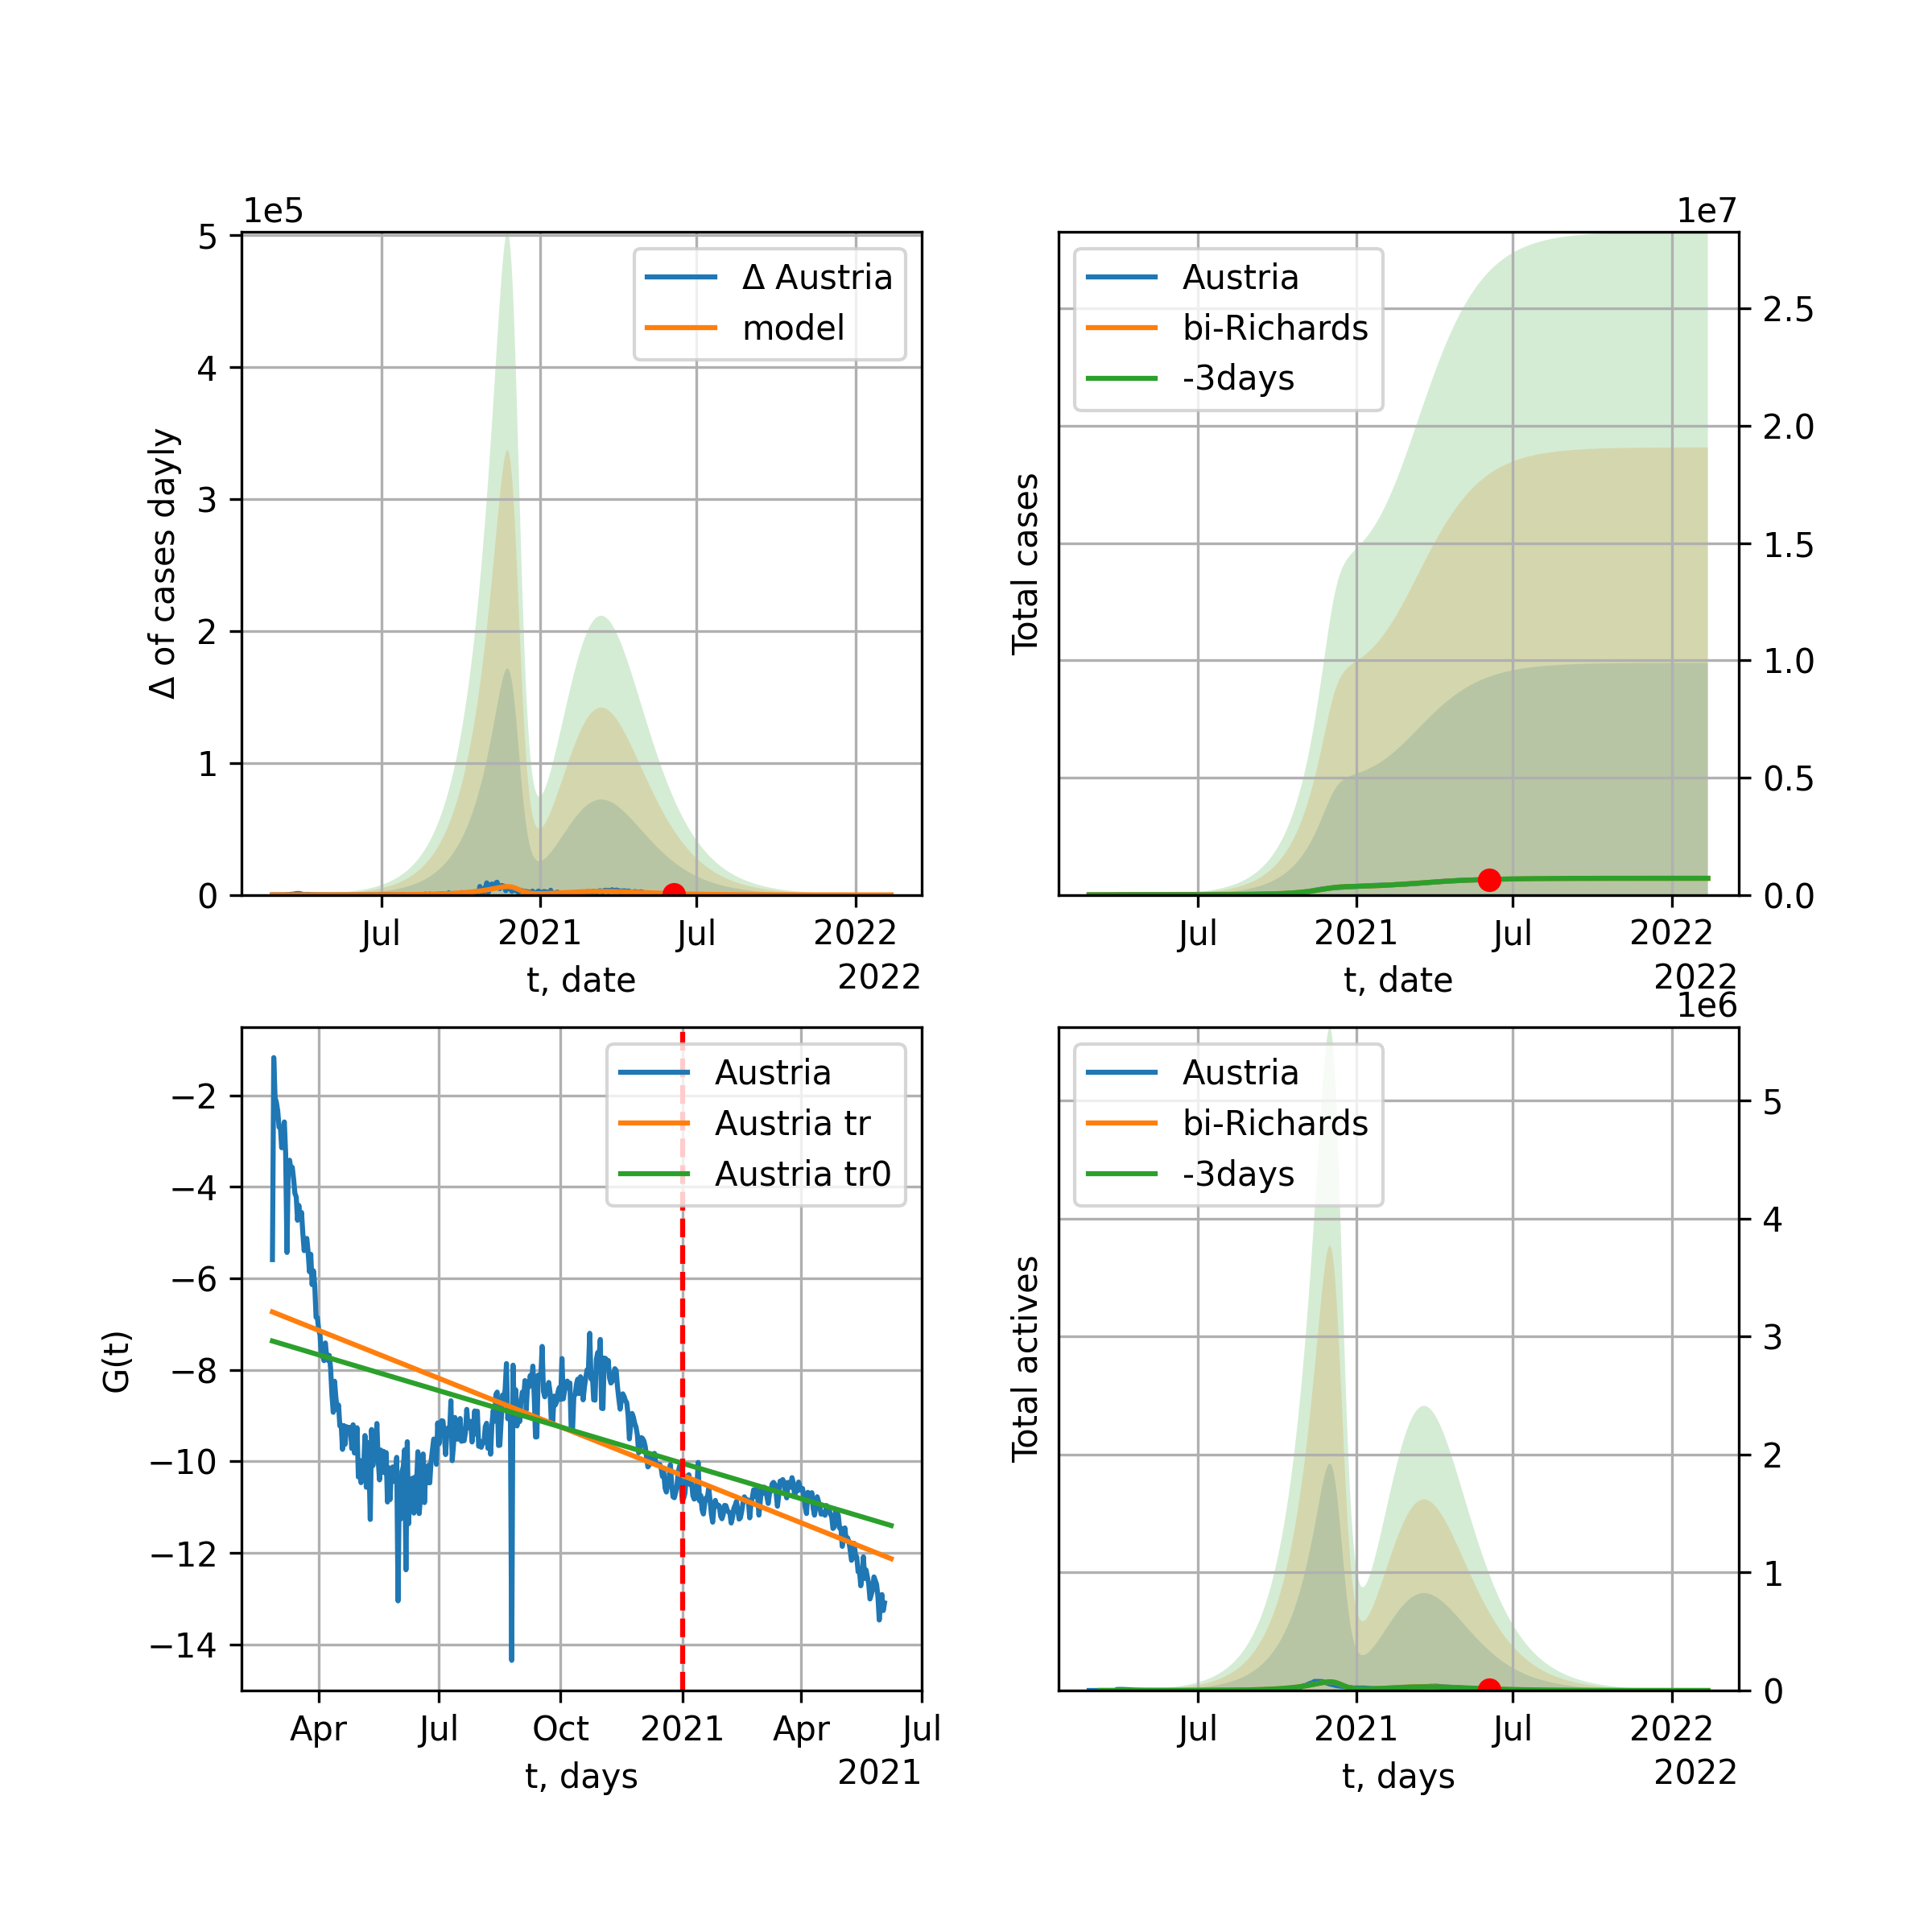 1e5
5
4
3
2
1
0
Δ of cases dayly
Δ Austria
model
Jul
2021
Jul
2022
t, date
2022
1e7
Total cases
Austria
bi-Richards
-3days
2.5
2.0
1.5
1.0
0.5
0.0
Jul
2021
Jul
2022
t, date
2022
−2
−4
−6
−8
−10
−12
−14
G(t)
Austria
Austria tr
Austria tr0
Apr
Jul
Oct
2021
Apr
Jul
t, days
2021
1e6
Total actives
Austria
bi-Richards
-3days
5
4
3
2
1
0
Jul
2021
Jul
2022
t, days
2022